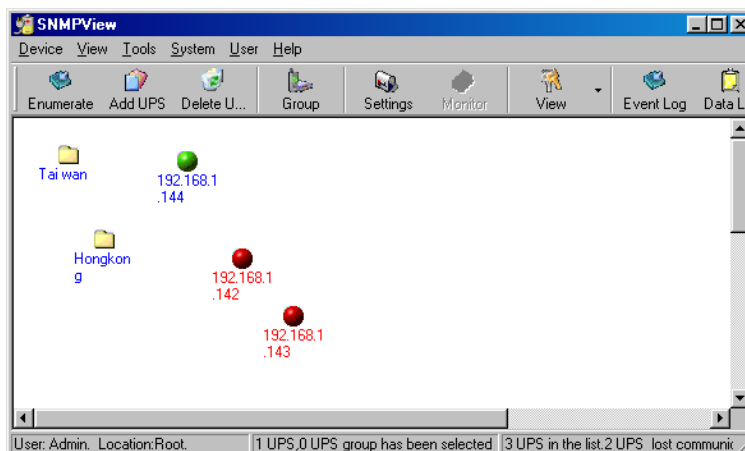 SNMPView
Device View Tools System User Help
Enumerate Add UPS Delete U... Group Settings Monitor View Event Log Data L
Tai wan
192.168.1
.144
Hongkon
g
192.168.1
.142
192.168.1
.143
User: Admin. Location:Root. 1 UPS,0 UPS group has been selected 3 UPS in the list.2 UPS lost communic